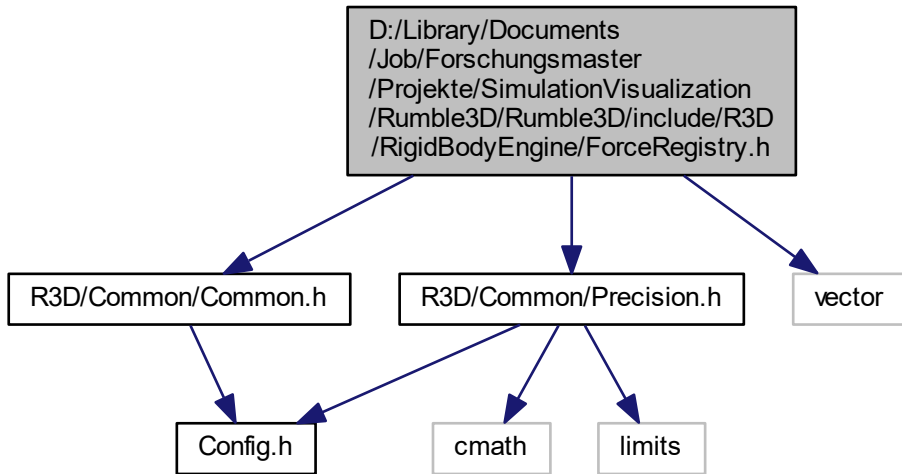 D:/Library/Documents
/Job/Forschungsmaster
/Projekte/SimulationVisualization
/Rumble3D/Rumble3D/include/R3D
/RigidBodyEngine/ForceRegistry.h
R3D/Common/Common.h
R3D/Common/Precision.h
vector
Config.h
cmath
limits